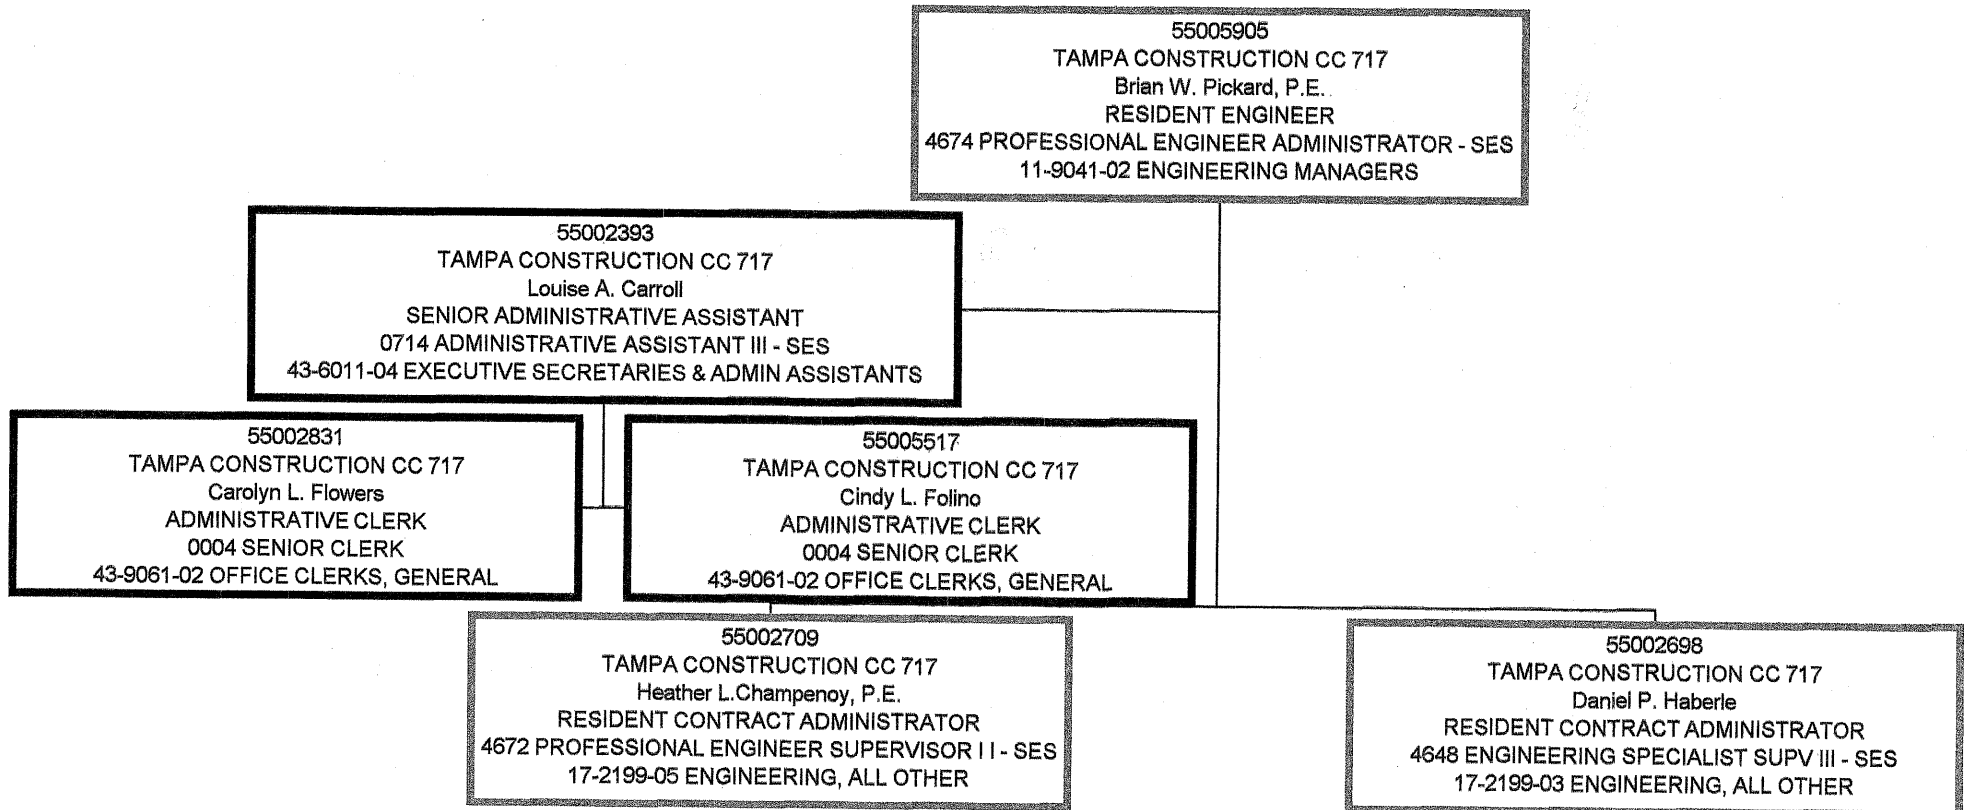 55005905
TAMPA CONSTRUCTION CC 717
Brian W. Pickard, P.E.
RESIDENT ENGINEER
4674 PROFESSIONAL ENGINEER ADMINISTRATOR - SES
11-9041-02 ENGINEERING MANAGERS
55002393
TAMPA CONSTRUCTION CC 717
Louise A. Carroll
SENIOR ADMINISTRATIVE ASSISTANT
0714 ADMINISTRATIVE ASSISTANT III - SES
43-6011-04 EXECUTIVE SECRETARIES & ADMIN ASSISTANTS
55002831
TAMPA CONSTRUCTION CC 717
Carolyn L. Flowers
ADMINISTRATIVE CLERK
0004 SENIOR CLERK
43-9061-02 OFFICE CLERKS, GENERAL
55005517
TAMPA CONSTRUCTION CC 717
Cindy L. Folino
ADMINISTRATIVE CLERK
0004 SENIOR CLERK
43-9061-02 OFFICE CLERKS, GENERAL
55002709
TAMPA CONSTRUCTION CC 717
Heather L.Champenoy, P.E.
RESIDENT CONTRACT ADMINISTRATOR
4672 PROFESSIONAL ENGINEER SUPERVISOR I I - SES
17-2199-05 ENGINEERING, ALL OTHER
55002698
TAMPA CONSTRUCTION CC 717
Daniel P. Haberle
RESIDENT CONTRACT ADMINISTRATOR
4648 ENGINEERING SPECIALIST SUPV III - SES
17-2199-03 ENGINEERING, ALL OTHER